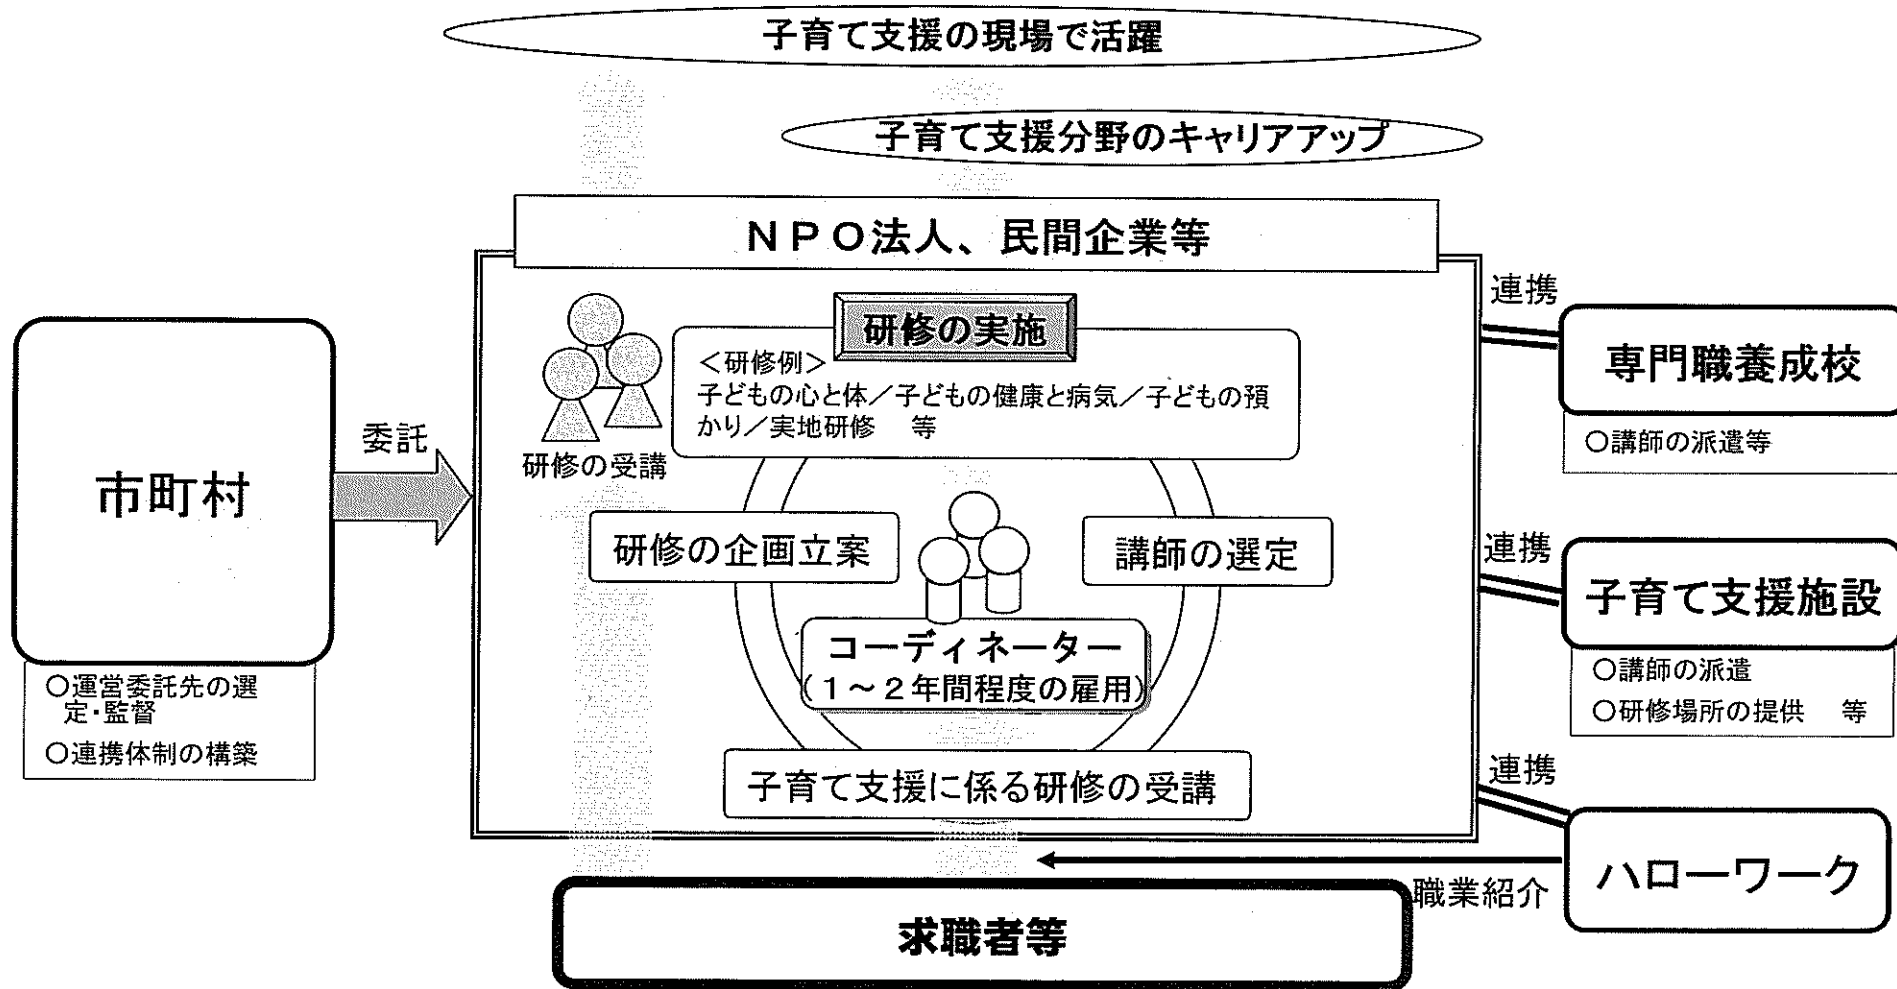 子育て支援の現場で活躍
子育て支援分野のキャリアアップ
NPO法人、民間企業等
研修の実施
<研修例>
子どもの心と体/子どもの健康と病気/子どもの預
かり/実地研修 等
研修の受講
委託
市町村
○運営委託先の選
定・監督
○連携体制の構築
研修の企画立案
講師の選定
コーディネーター
(1~2年間程度の雇用)
子育て支援に係る研修の受講
連携
専門職養成校
○講師の派遣等
連携
子育て支援施設
○講師の派遣
○研修場所の提供 等
連携
ハローワーク
職業紹介
求職者等